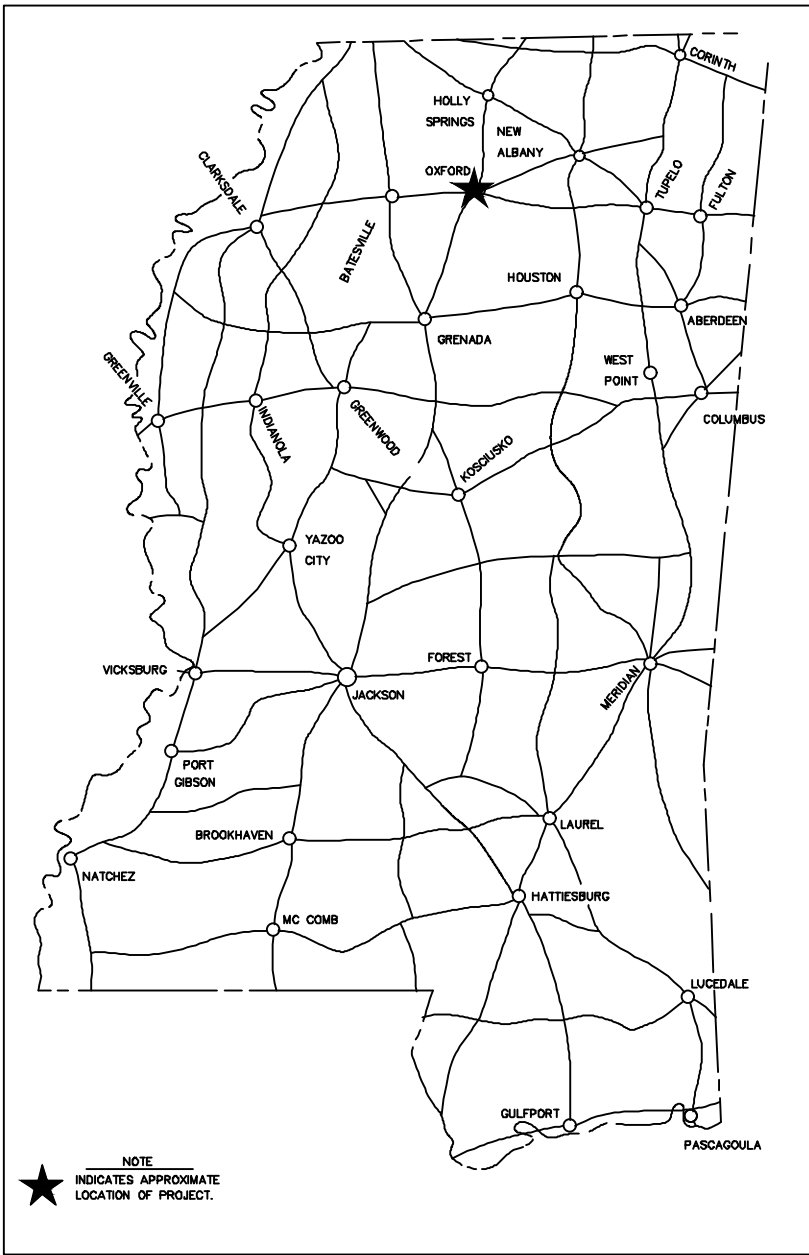 CORINTH
HOLLY
SPRINGS
NEW
ALBANY
OXFORD
CLARKSDALE
TUPELO
FULTON
BATESVILLE
HOUSTON
ABERDEEN
GRENADA
WEST
POINT
GREENVILLE
INDIANOLA
GREENWOOD
COLUMBUS
KOSCIUSKO
YAZOO
CITY
VICKSBURG
FOREST
JACKSON
MERIDIAN
PORT
GIBSON
BROOKHAVEN
LAUREL
NATCHEZ
HATTIESBURG
MC COMB
LUCEDALE
GULFPORT
PASCAGOULA
NOTE
INDICATES APPROXIMATE
LOCATION OF PROJECT.